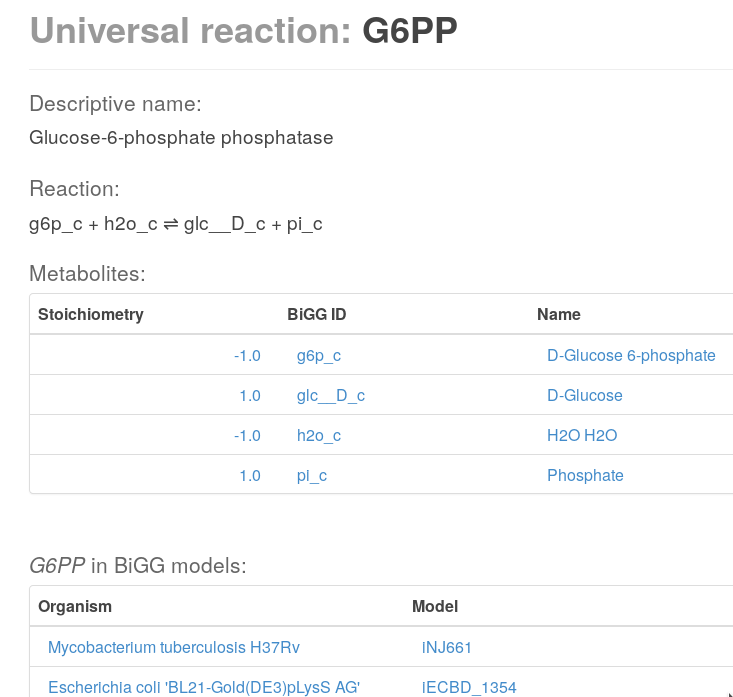 Universal reaction: G6PP
Descriptive name:
Glucose-6-phosphate phosphatase
Reaction:
g6p_c + h2o_c ⇌ glc__D_c + pi_c
Metabolites:
Stoichiometry BiGG ID Name
-1.0 g6p_c D-Glucose 6-phosphate
1.0 glc__D_c D-Glucose
-1.0 h2o_c H2O H2O
1.0 pi_c Phosphate
G6PP in BiGG models:
Organism Model
Mycobacterium tuberculosis H37Rv iNJ661
Escherichia coli 'BL21-Gold(DE3)pLysS AG' iECBD_1354